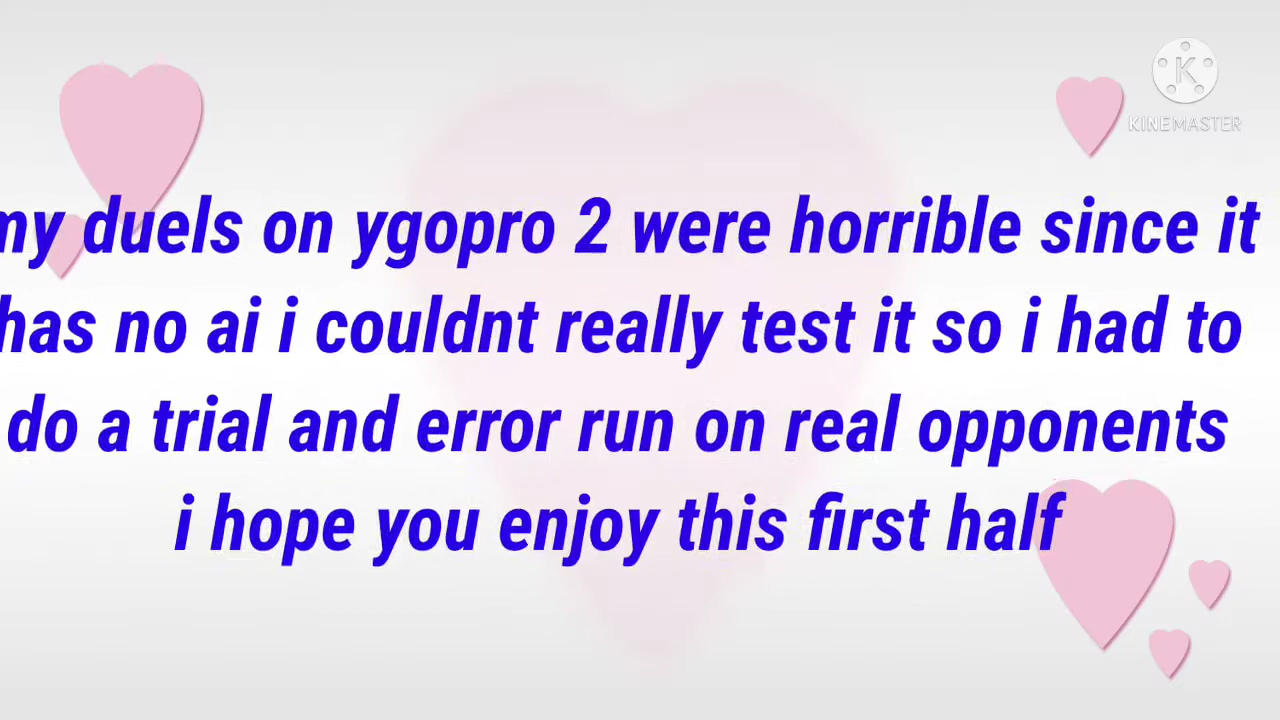 KINEMASTER
my duels on ygopro 2 were horrible since it
has no ai i couldnt really test it so i had to
do a trial and error run on real opponents
i hope you enjoy this first half